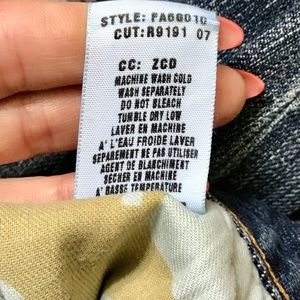 STYLE: FA6G010
CUT:R9191 07
CC: ZCD
MACHINE WASH COLD
WASH SEPARATELY
DO NOT BLEACH
TUMBLE DRY LOW
LAVER EN MACHINE
A' L'EAU FROIDE LAVER
SEPAREMENT NE PAS UTILISER
AGENT DE BLANCHIMENT
SECHER EN MACHINE
A' BASSE TEMPERATURE